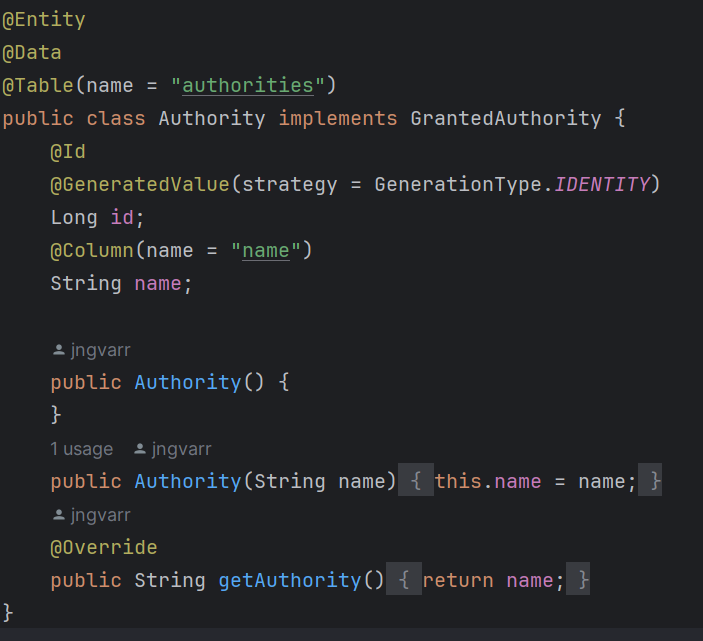 @Entity
@Data
@Table(name = "authorities")
public class Authority implements GrantedAuthority {
    @Id
    @GeneratedValue(strategy = GenerationType.IDENTITY)
    Long id;
    @Column(name = "name")
    String name;
    jngvarr
    public Authority() {
    }
    1 usage jngvarr
    public Authority(String name) { this.name = name; }
    jngvarr
    @Override
    public String getAuthority() { return name; }
}